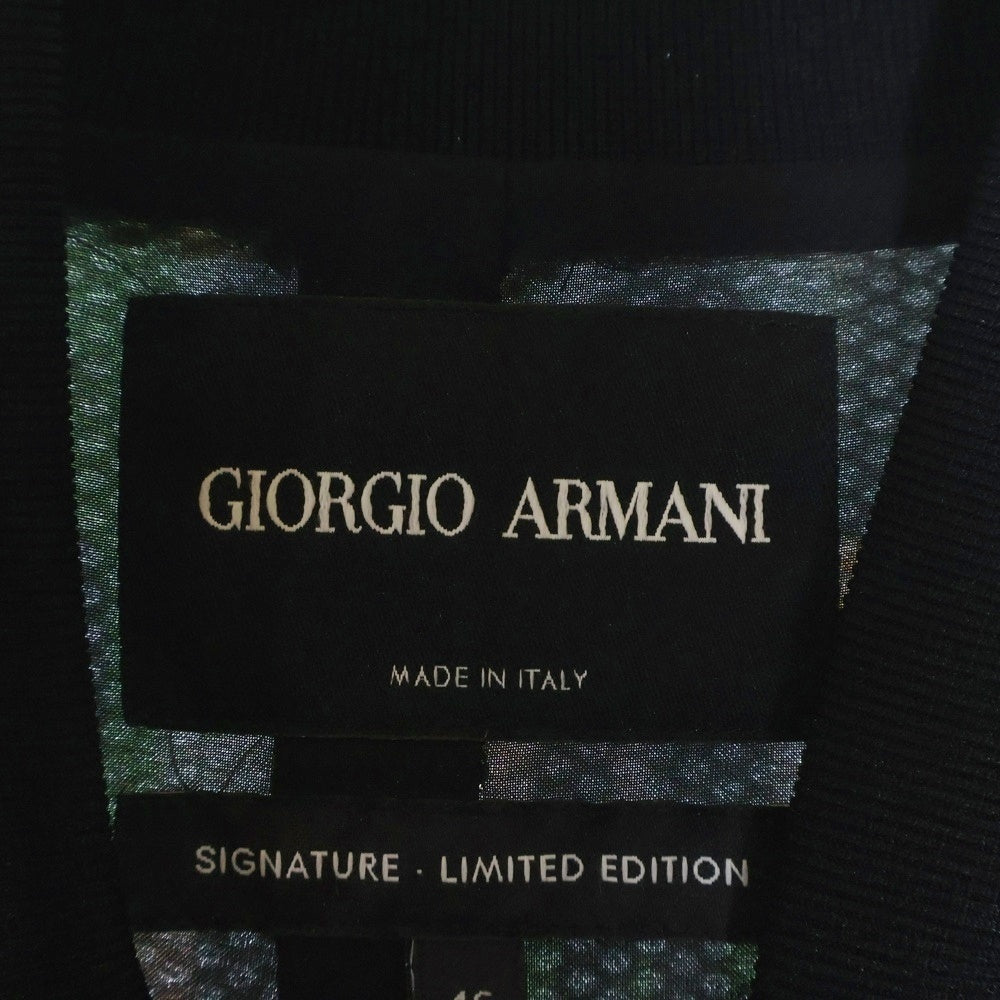 GIORGIO ARMANI
MADE IN ITALY
SIGNATURE · LIMITED EDITION